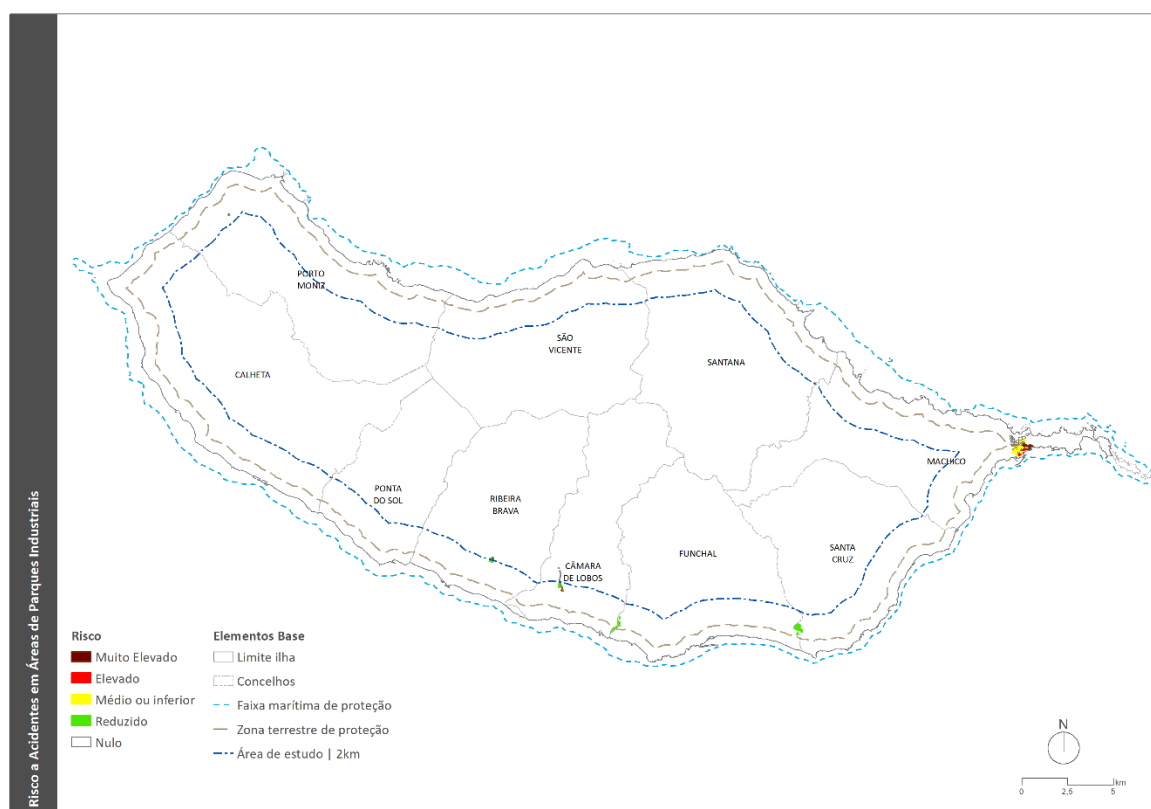 Risco a Acidentes em Áreas de Parques Industriais
PORTO
MONIZ
SÃO
VICENTE
SANTANA
CALHETA
MACHICO
PONTA
DO SOL
RIBEIRA
BRAVA
CÂMARA
DE LOBOS
FUNCHAL
SANTA
CRUZ
Risco
Muito Elevado
Elevado
Médio ou inferior
Reduzido
Nulo
Elementos Base
Limite ilha
Concelhos
Faixa marítima de proteção
Zona terrestre de proteção
Área de estudo | 2km
N
km
0 2,5 5